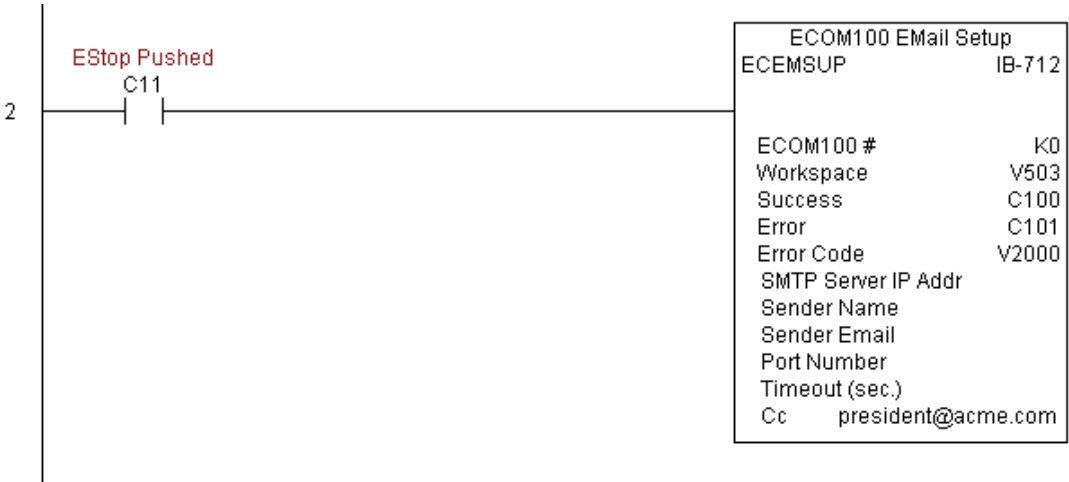 ECOM100 EMail Setup
ECEMSUP IB-712
EStop Pushed
C11
2
ECOM100 # K0
Workspace V503
Success C100
Error C101
Error Code V2000
SMTP Server IP Addr
Sender Name
Sender Email
Port Number
Timeout (sec.)
Cc president@acme.com